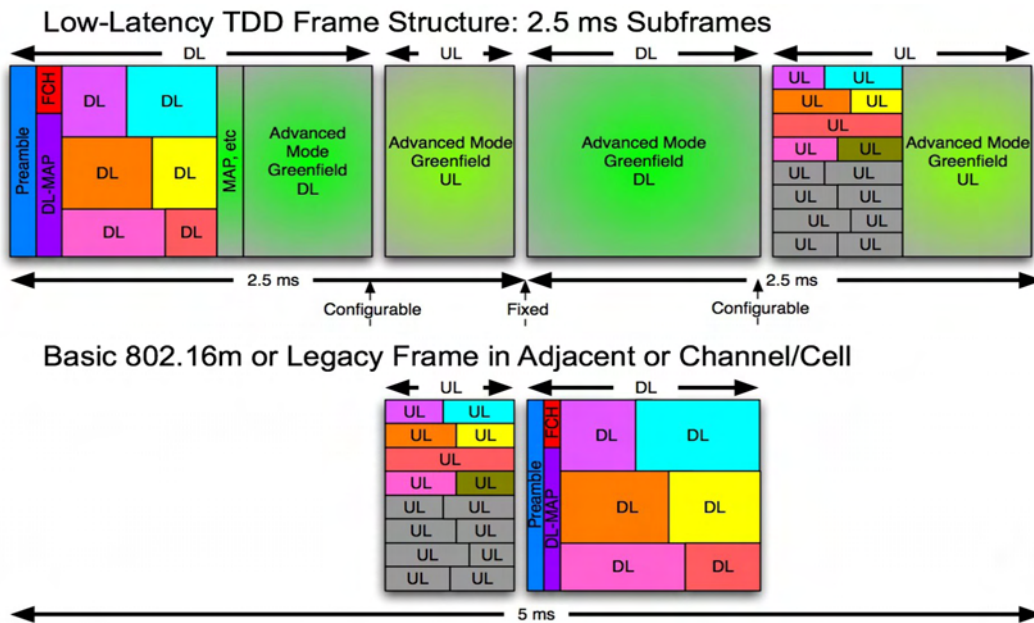 Low-Latency TDD Frame Structure: 2.5 ms Subframes
DL UL DL UL
Preamble
FCH
DL-MAP
DL DL
DL DL
DL DL
MAP, etc
Advanced
Mode
Greenfield
DL
Advanced Mode
Greenfield
UL
Advanced Mode
Greenfield
DL
UL UL
UL UL
UL
UL UL
UL UL
UL UL
UL UL
UL UL
Advanced Mode
Greenfield
UL
2.5 ms 2.5 ms
Configurable Fixed Configurable
Basic 802.16m or Legacy Frame in Adjacent or Channel/Cell
UL DL
UL UL
UL UL
UL
UL UL
UL UL
UL UL
UL UL
UL UL
Preamble
FCH
DL-MAP
DL DL
DL DL
DL DL
5 ms